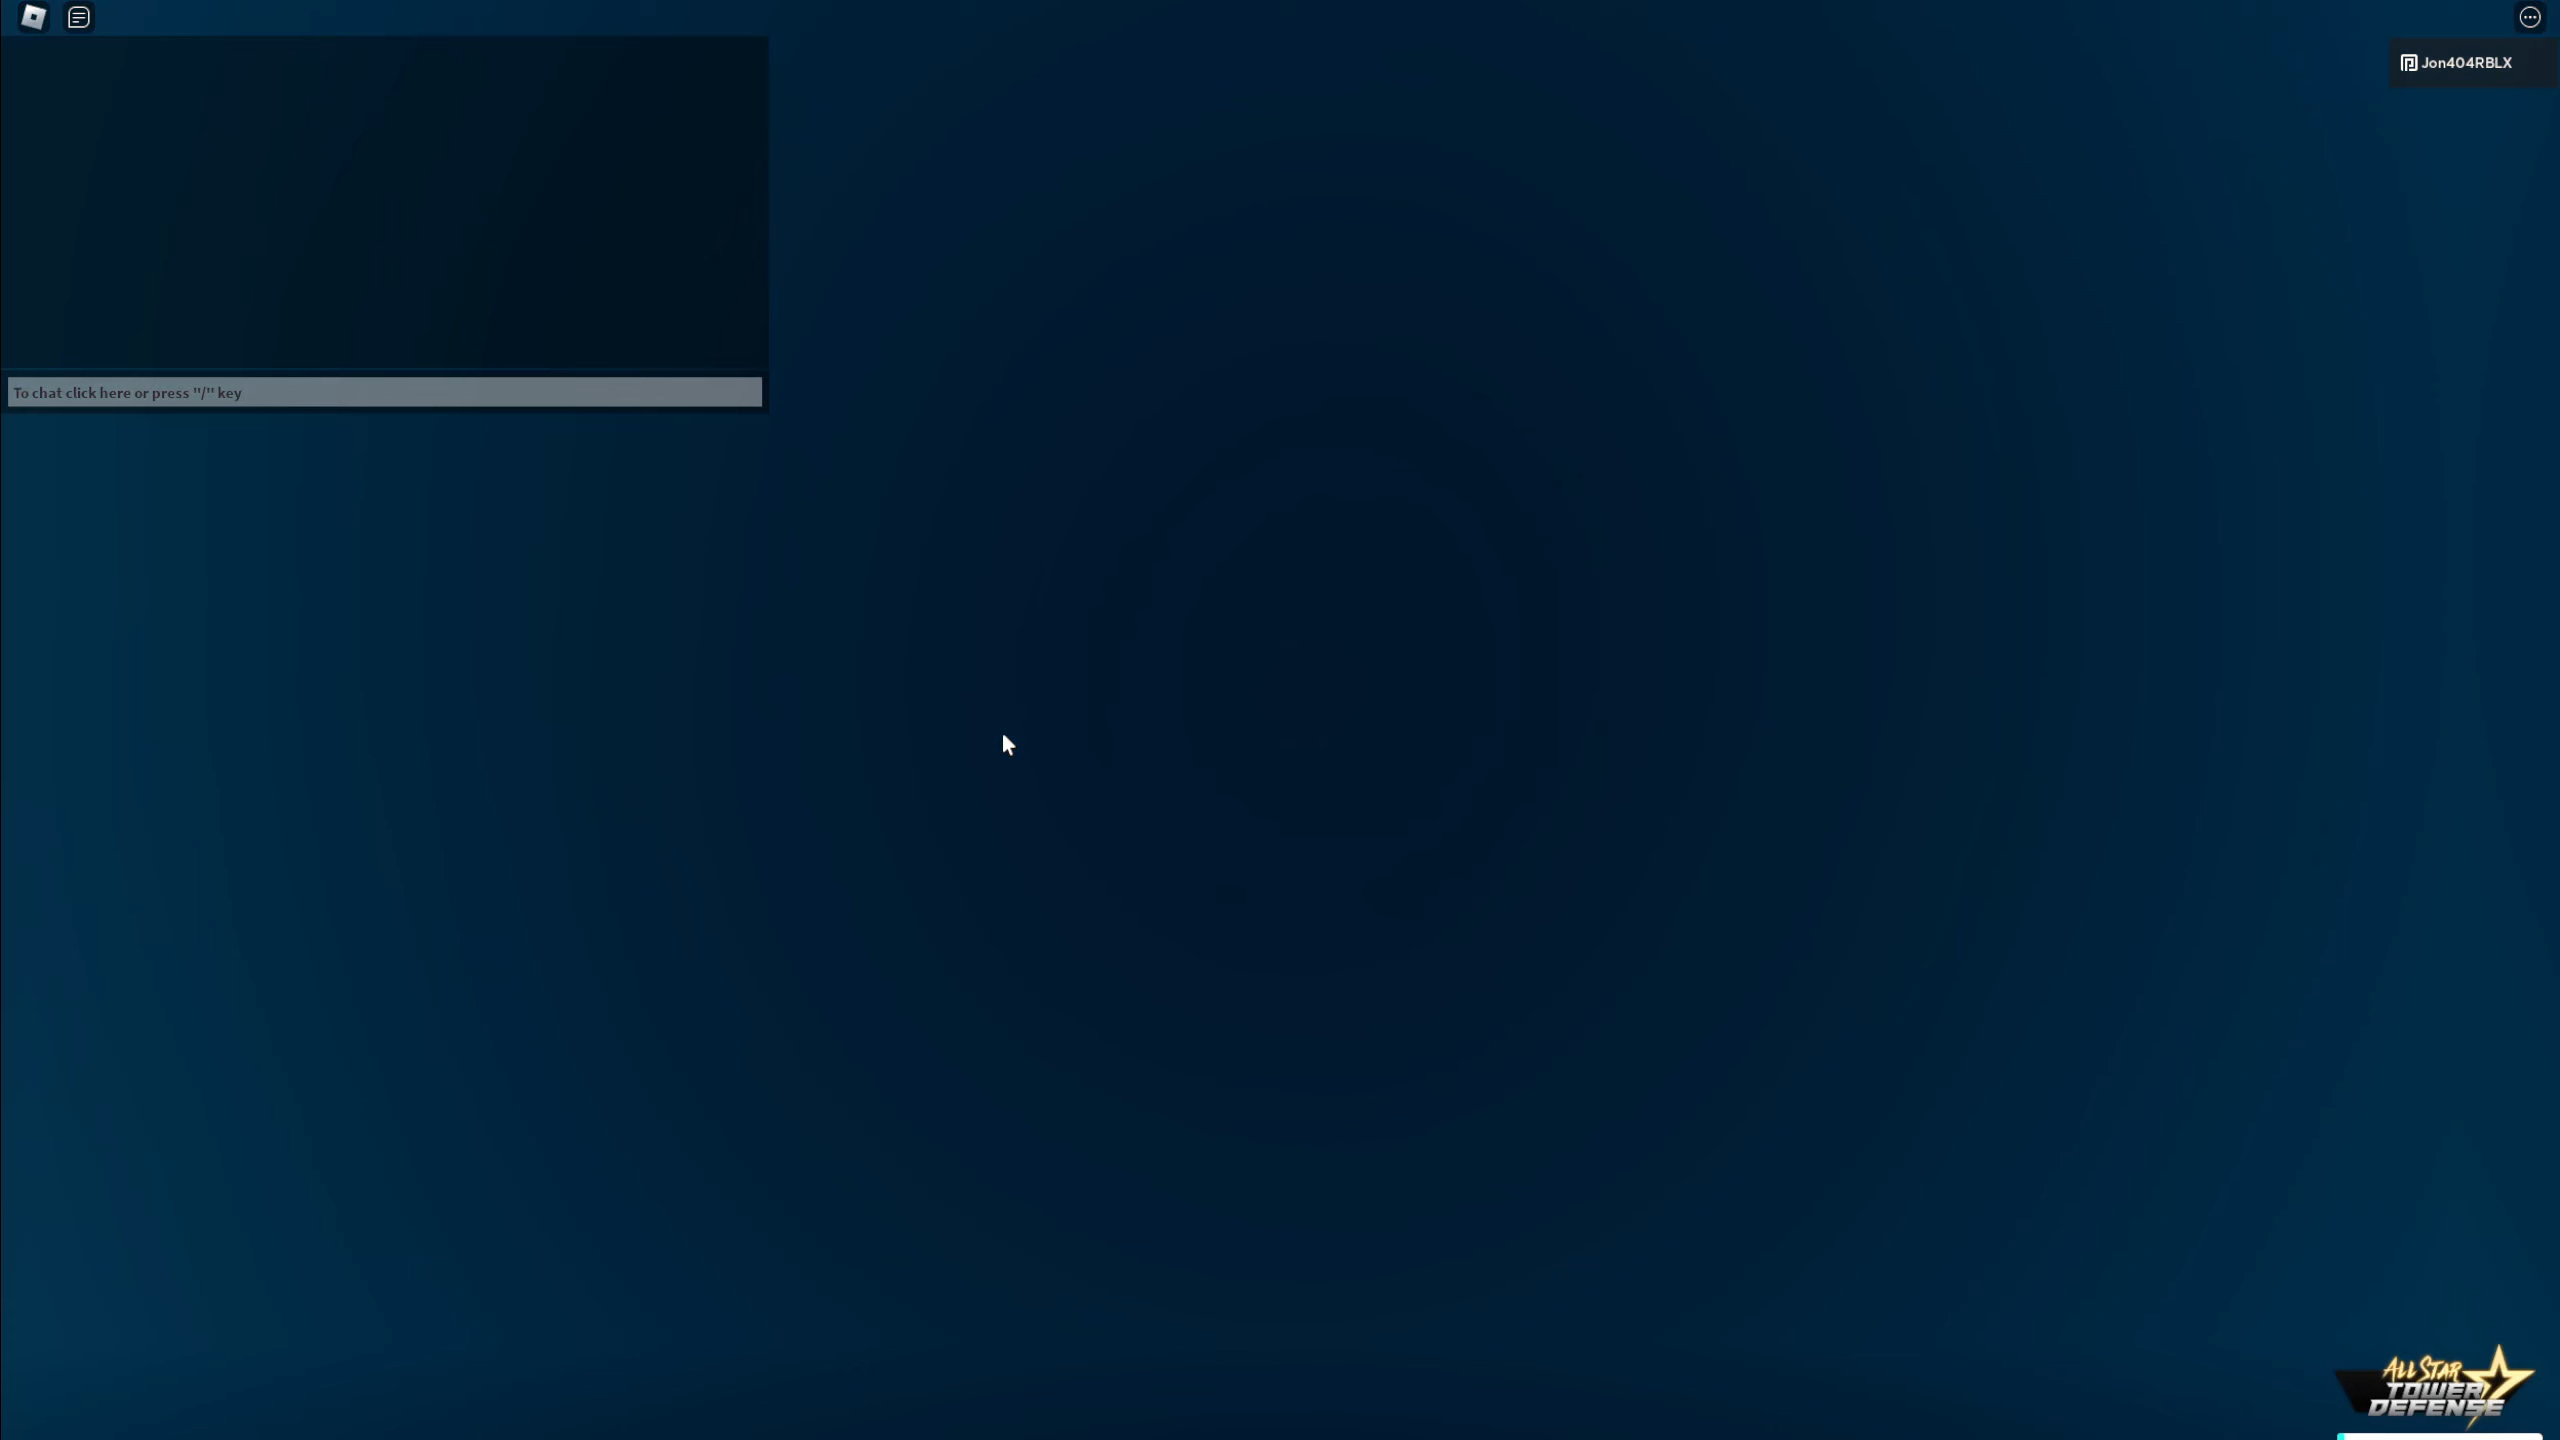 Jon404RBLX
To chat click here or press "/" key
ALL STAR
TOWER
DEFENSE